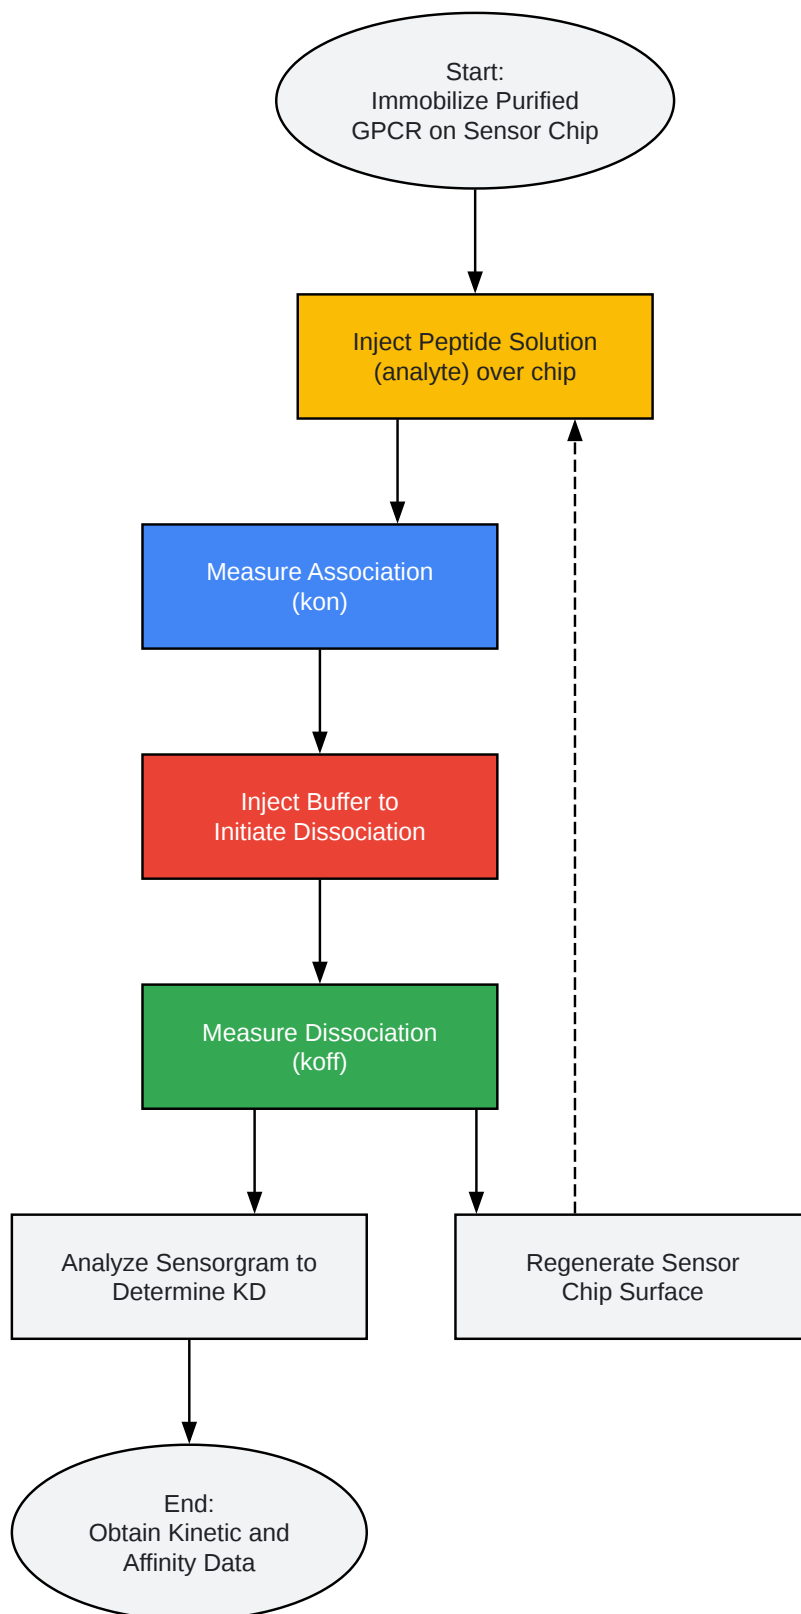 Start:
Immobilize Purified
GPCR on Sensor Chip
Inject Peptide Solution
(analyte) over chip
Measure Association
(kon)
Inject Buffer to
Initiate Dissociation
Measure Dissociation
(koff)
Analyze Sensorgram to
Determine KD
Regenerate Sensor
Chip Surface
End:
Obtain Kinetic and
Affinity Data